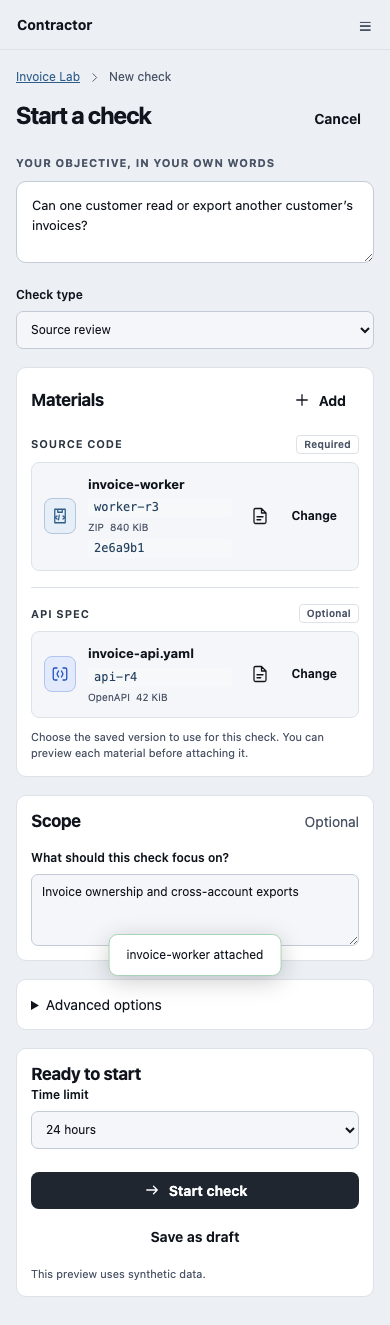 Contractor
Invoice Lab > New check
Start a check
Cancel
YOUR OBJECTIVE, IN YOUR OWN WORDS
Can one customer read or export another customer's
invoices?
Check type
Source review
Materials
+ Add
SOURCE CODE
Required
invoice-worker
worker-r3
ZIP 840 KiB
2e6a9b1
Change
API SPEC
Optional
invoice-api.yaml
api-r4
OpenAPI 42 KiB
Change
Choose the saved version to use for this check. You can
preview each material before attaching it.
Scope
Optional
What should this check focus on?
Invoice ownership and cross-account exports
invoice-worker attached
Advanced options
Ready to start
Time limit
24 hours
Start check
Save as draft
This preview uses synthetic data.